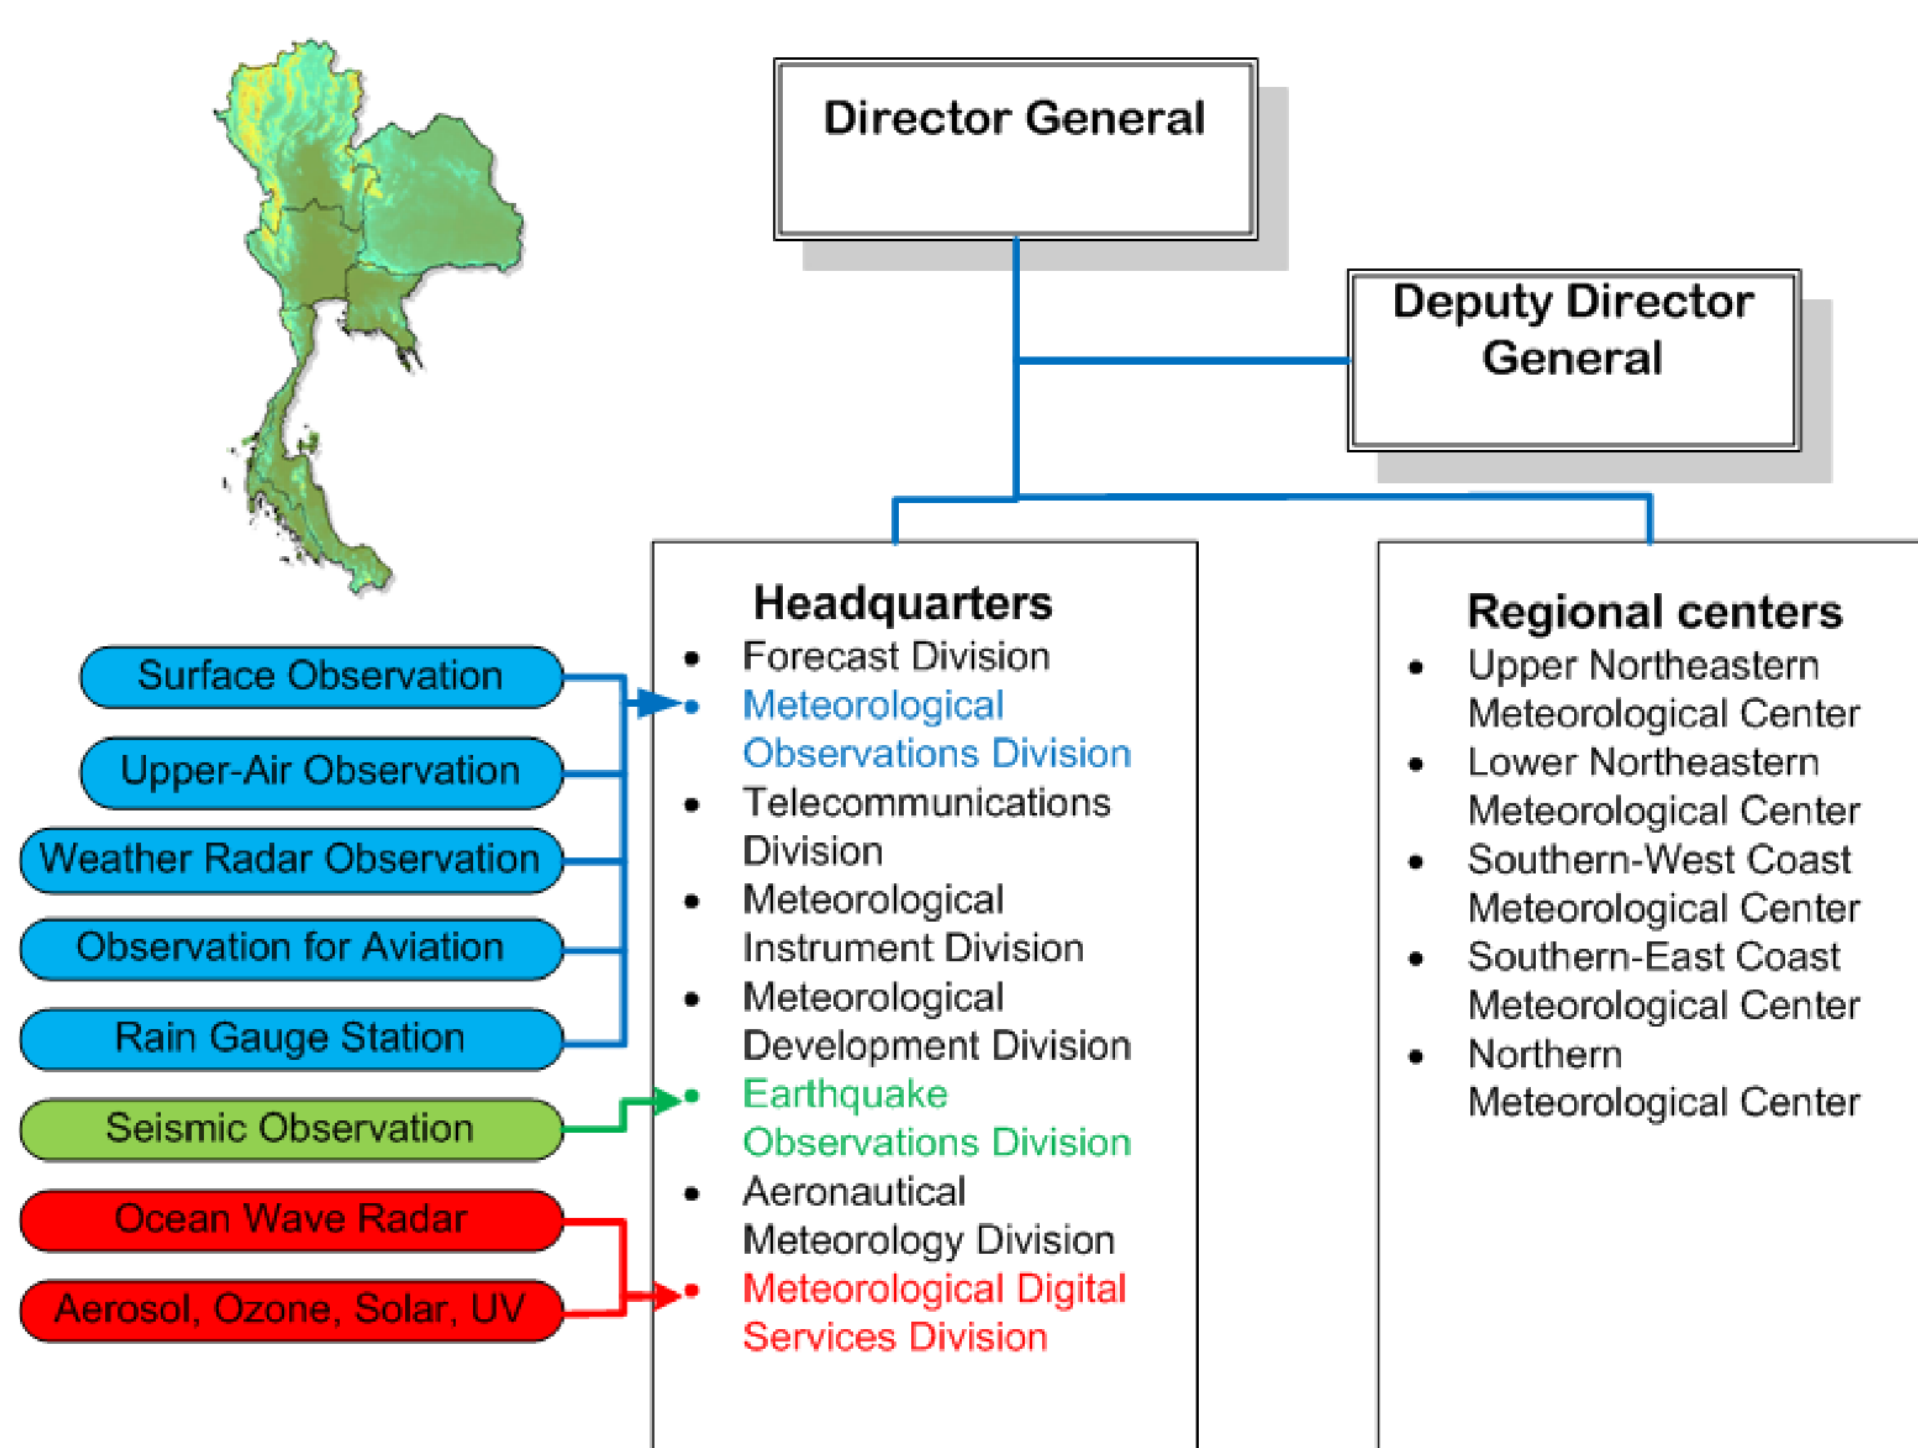 Director General
Deputy Director
General
Headquarters
Forecast Division
Meteorological
Observations Division
Telecommunications
Division
Meteorological
Instrument Division
Meteorological
Development Division
Earthquake
Observations Division
Aeronautical
Meteorology Division
Meteorological Digital
Services Division
Regional centers
Upper Northeastern
Meteorological Center
Lower Northeastern
Meteorological Center
Southern-West Coast
Meteorological Center
Southern-East Coast
Meteorological Center
Northern
Meteorological Center
Surface Observation
Upper-Air Observation
Weather Radar Observation
Observation for Aviation
Rain Gauge Station
Seismic Observation
Ocean Wave Radar
Aerosol, Ozone, Solar, UV